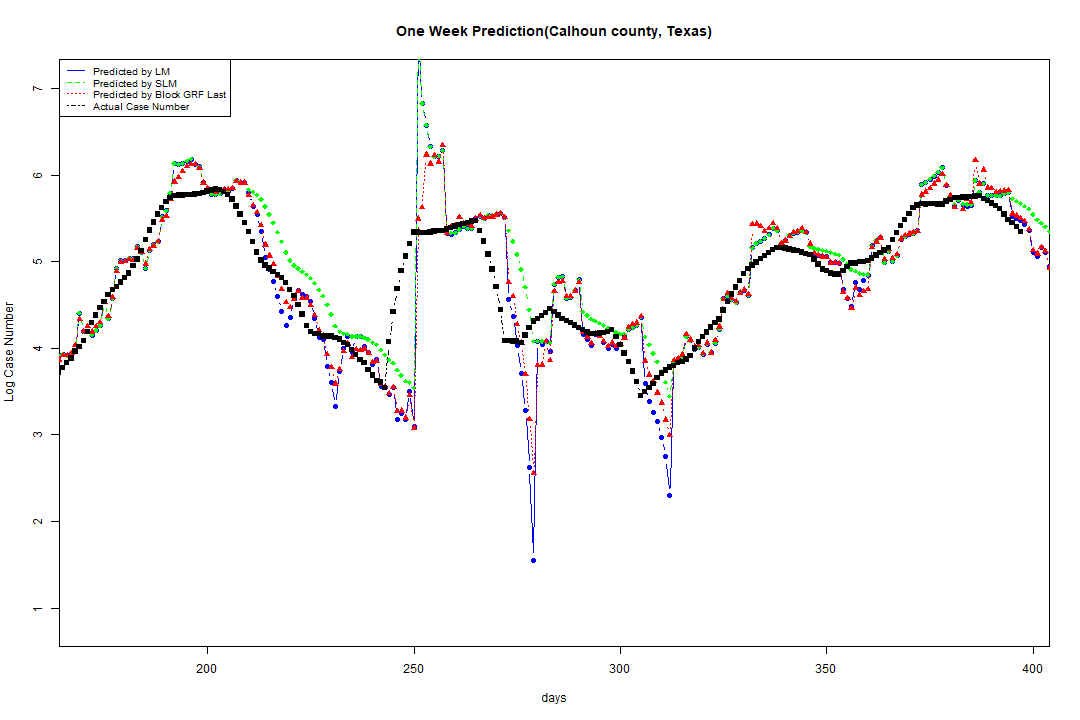 One Week Prediction(Calhoun county, Texas)
Predicted by LM
Predicted by SLM
Predicted by Block GRF Last
Actual Case Number
Log Case Number
7
6
5
4
3
2
1
200 250 300 350 400
days